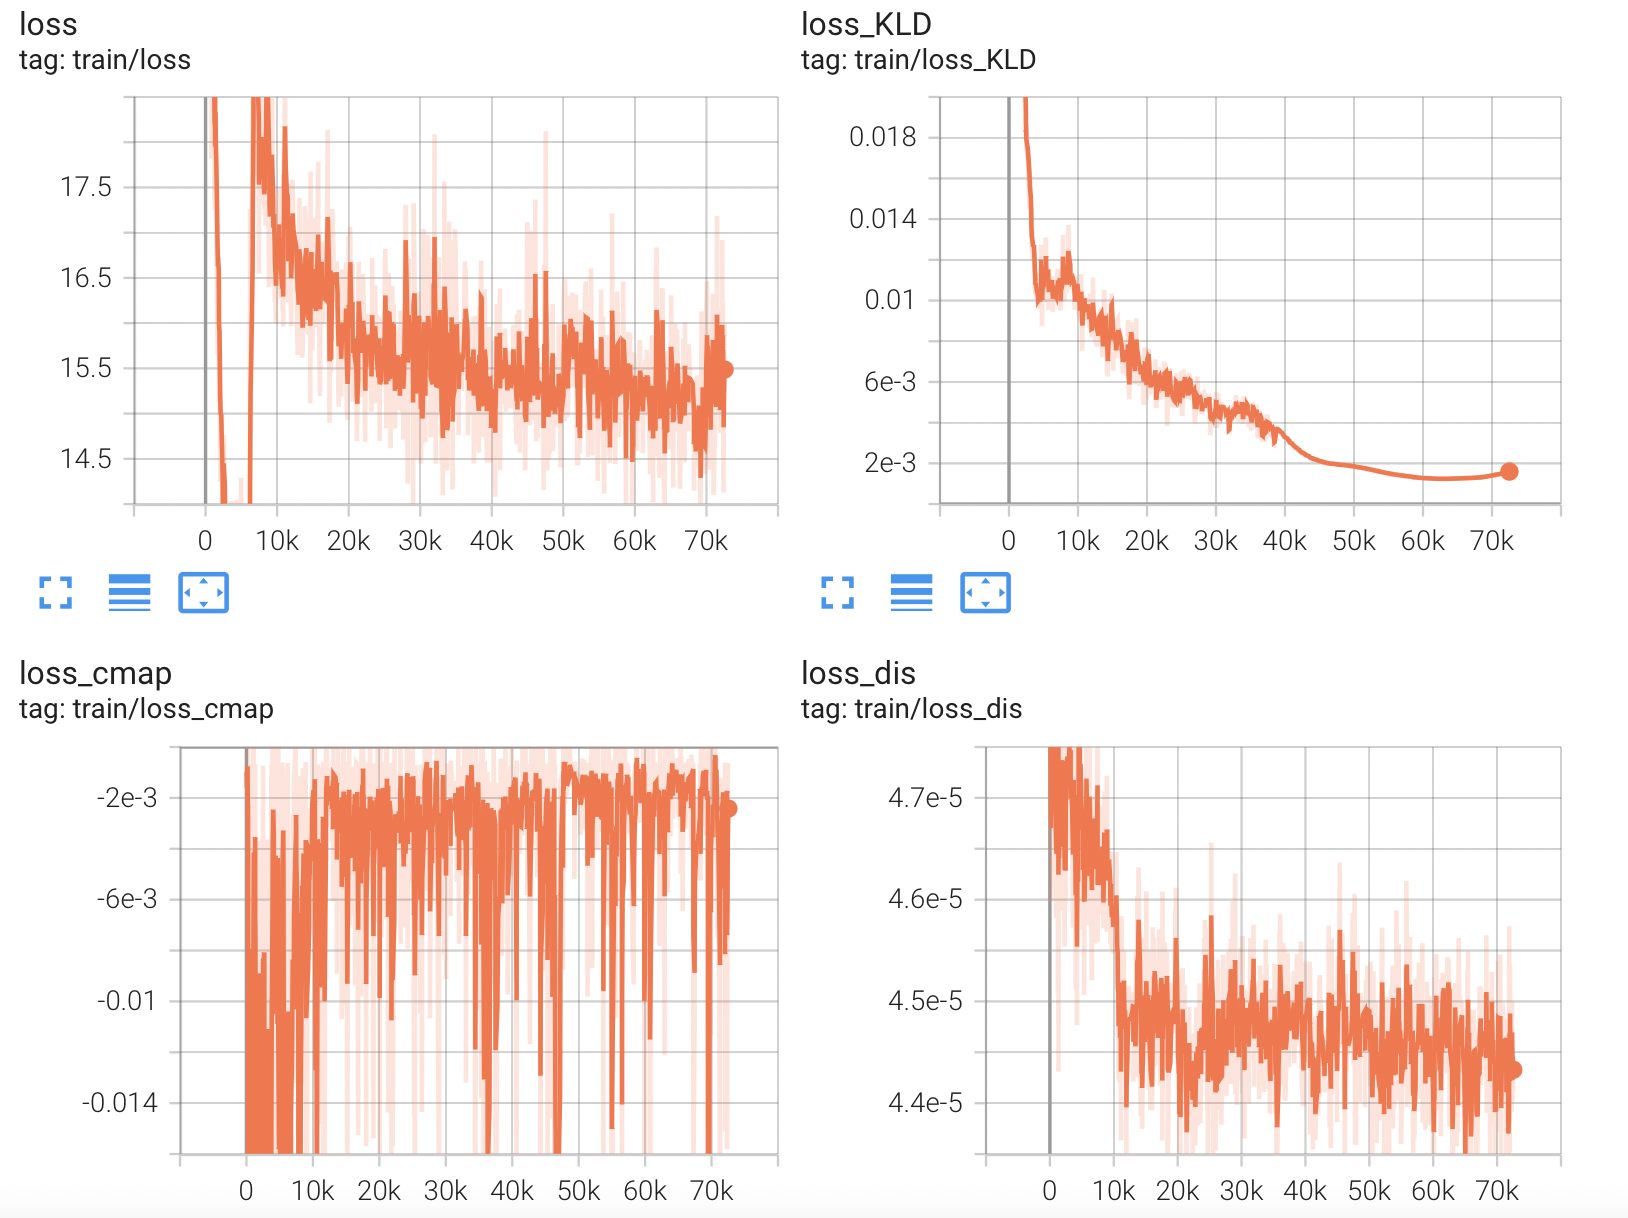 loss
tag: train/loss
17.5
16.5
15.5
14.5
0 10k 20k 30k 40k 50k 60k 70k
loss_KLD
tag: train/loss_KLD
0.018
0.014
0.01
6e-3
2e-3
0 10k 20k 30k 40k 50k 60k 70k
loss_cmap
tag: train/loss_cmap
-2e-3
-6e-3
-0.01
-0.014
0 10k 20k 30k 40k 50k 60k 70k
loss_dis
tag: train/loss_dis
4.7e-5
4.6e-5
4.5e-5
4.4e-5
0 10k 20k 30k 40k 50k 60k 70k